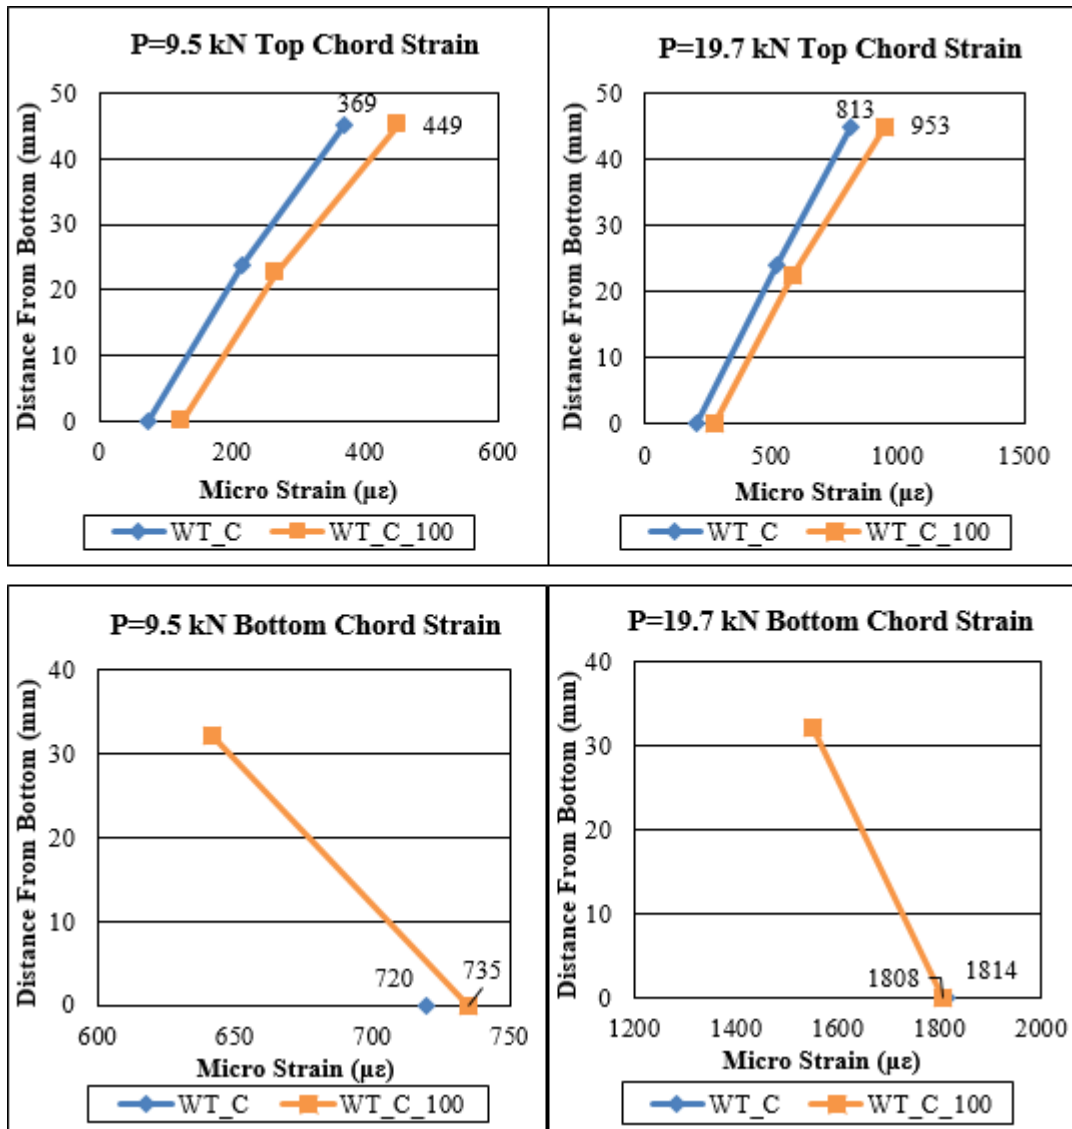 P=9.5 kN Top Chord Strain
Distance From Bottom (mm)
50
40
30
20
10
0
369
449
0 200 400 600
Micro Strain (με)
WT_C WT_C_100
P=19.7 kN Top Chord Strain
Distance From Bottom (mm)
50
40
30
20
10
0
813
953
0 500 1000 1500
Micro Strain (με)
WT_C WT_C_100
P=9.5 kN Bottom Chord Strain
Distance From Bottom (mm)
40
30
20
10
0
720 735
600 650 700 750
Micro Strain (με)
WT_C WT_C_100
P=19.7 kN Bottom Chord Strain
Distance From Bottom (mm)
40
30
20
10
0
1808 1814
1200 1400 1600 1800 2000
Micro Strain (με)
WT_C WT_C_100